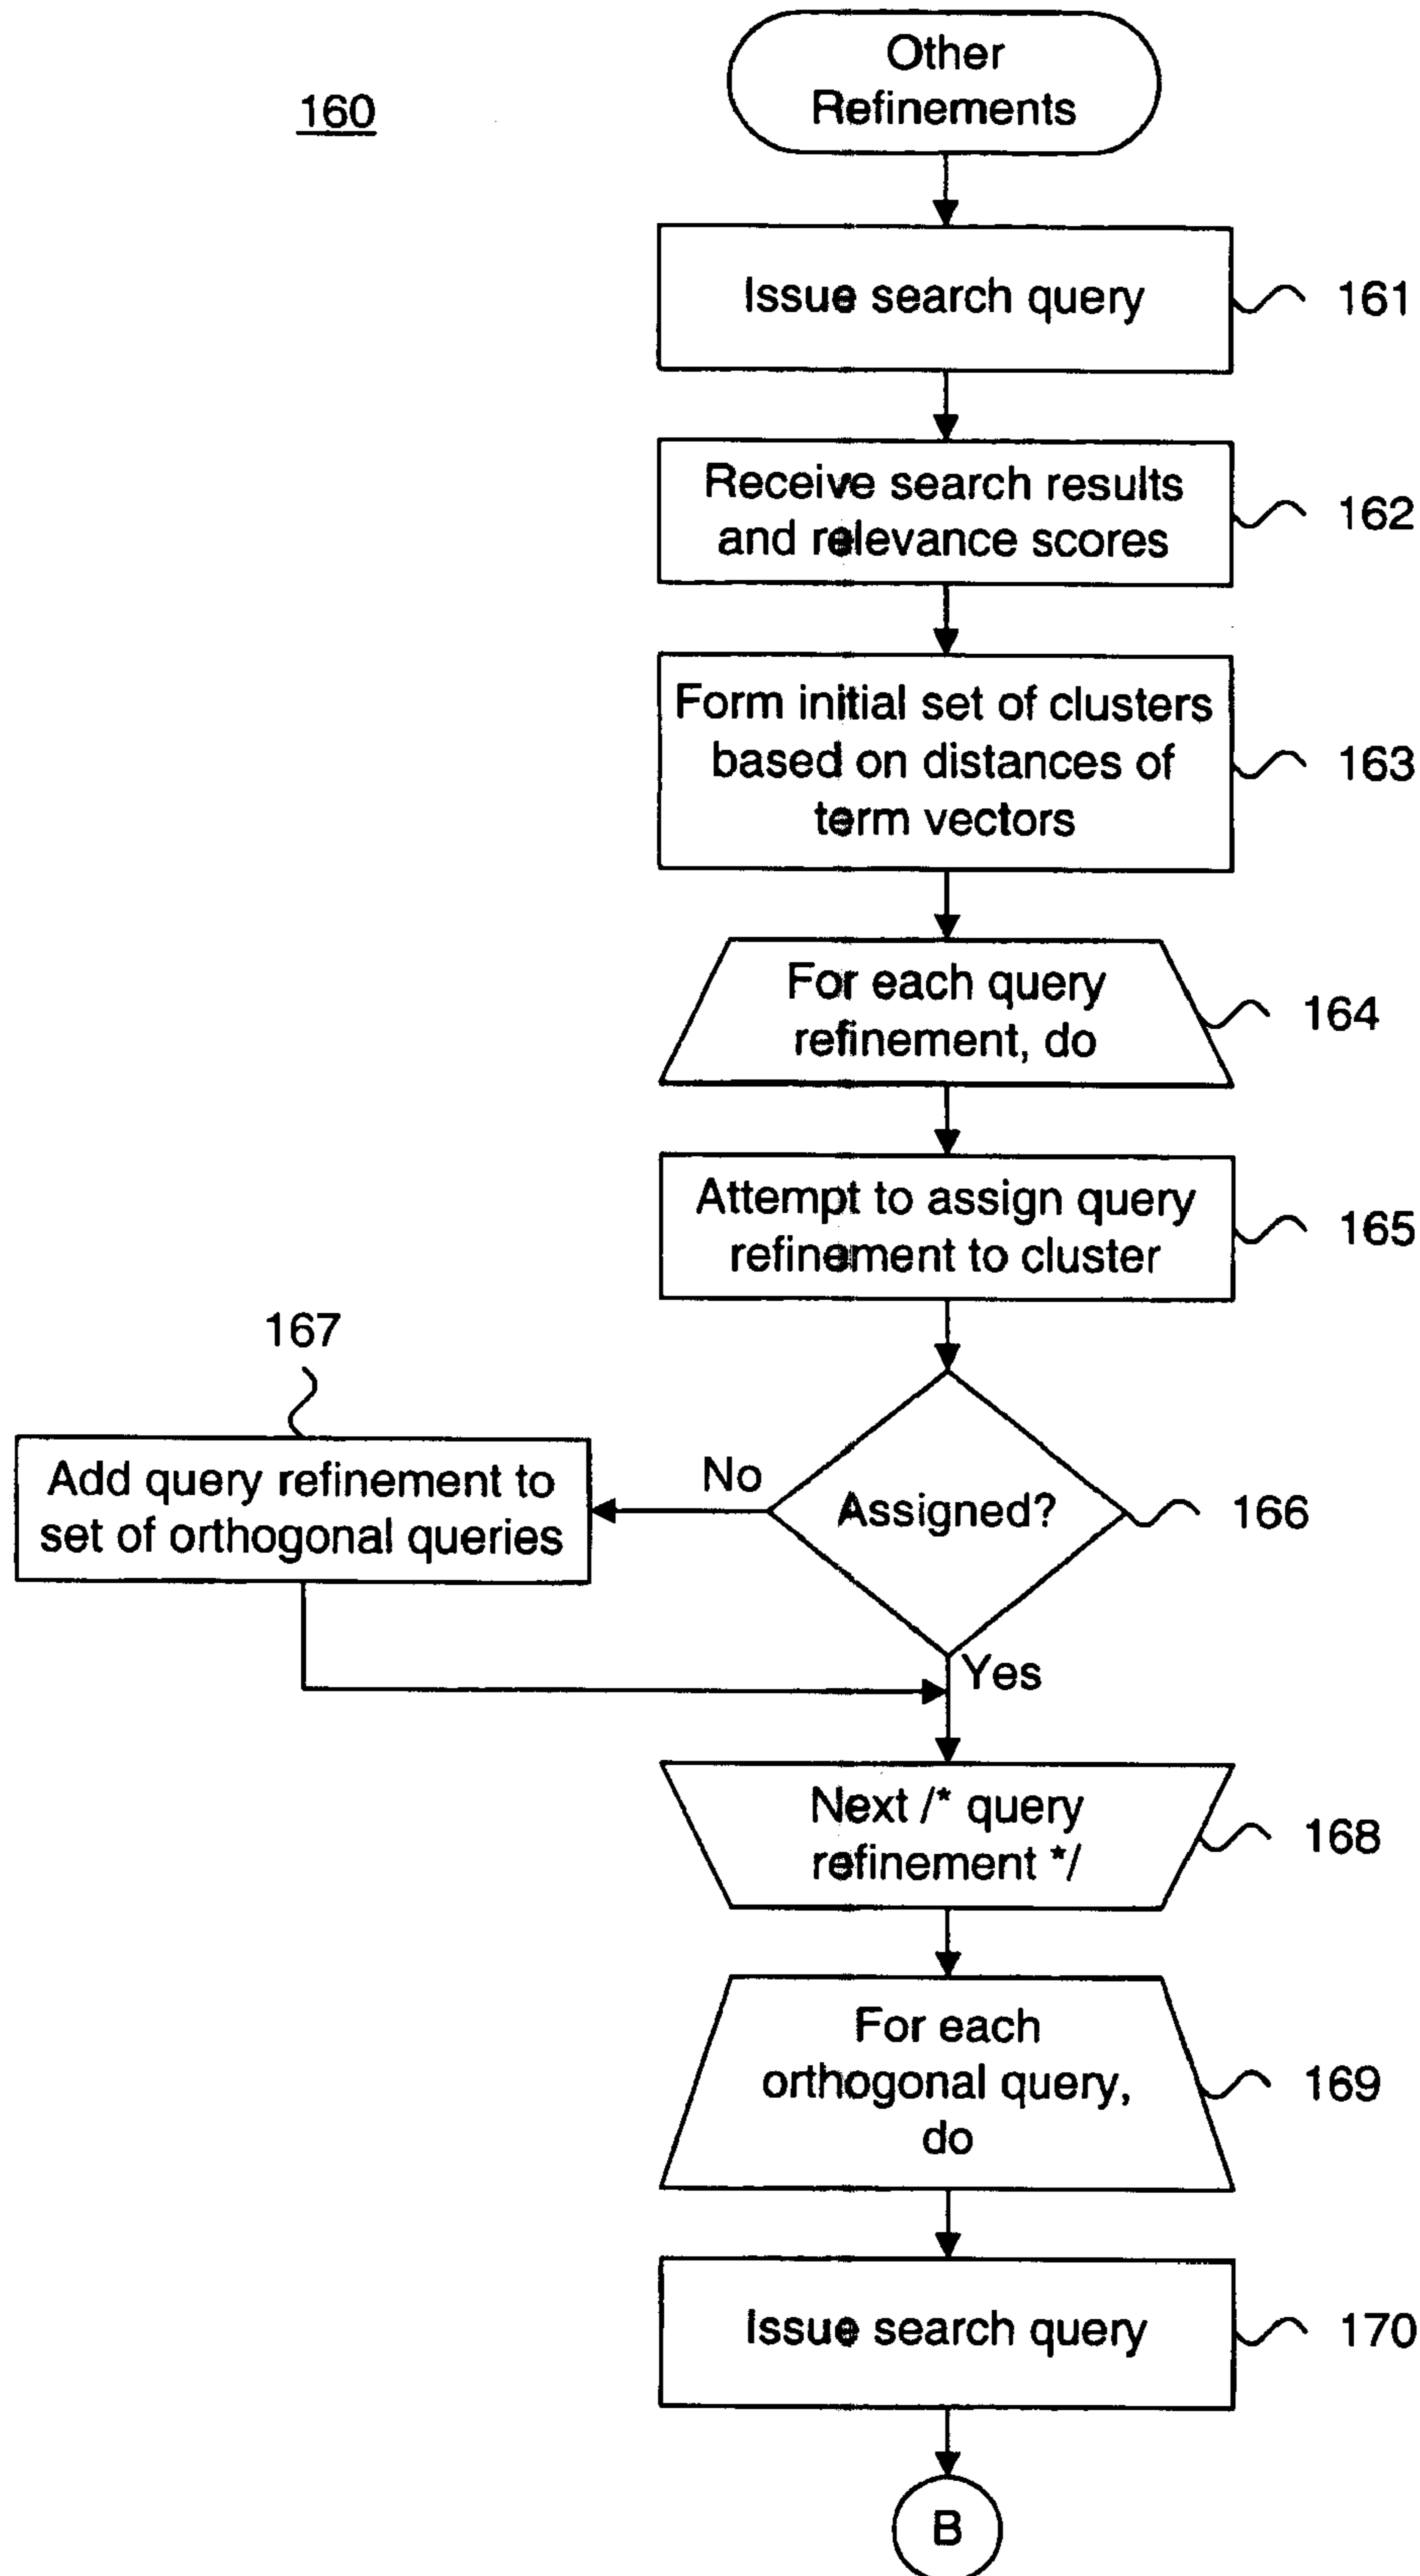 Other
Refinements
160
Issue search query
161
Receive search results
and relevance scores
162
Form initial set of clusters
based on distances of
term vectors
163
For each query
refinement, do
164
Attempt to assign query
refinement to cluster
165
167
Add query refinement to
set of orthogonal queries
No
Assigned?
166
Yes
Next /* query
refinement */
168
For each
orthogonal query,
do
169
Issue search query
170
B